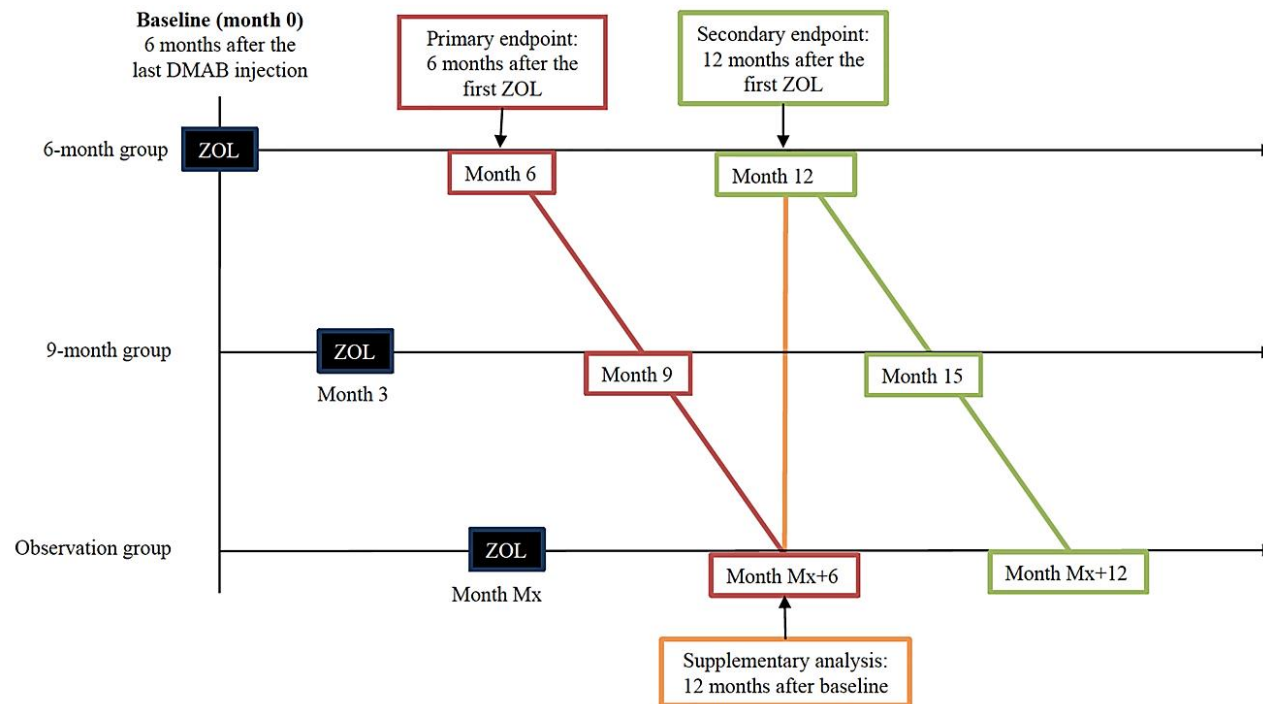 Baseline (month 0)
6 months after the
last DMAB injection
Primary endpoint:
6 months after the
first ZOL
Secondary endpoint:
12 months after the
first ZOL
6-month group
ZOL
Month 6
Month 12
9-month group
ZOL
Month 3
Month 9
Month 15
Observation group
ZOL
Month Mx
Month Mx+6
Month Mx+12
Supplementary analysis:
12 months after baseline